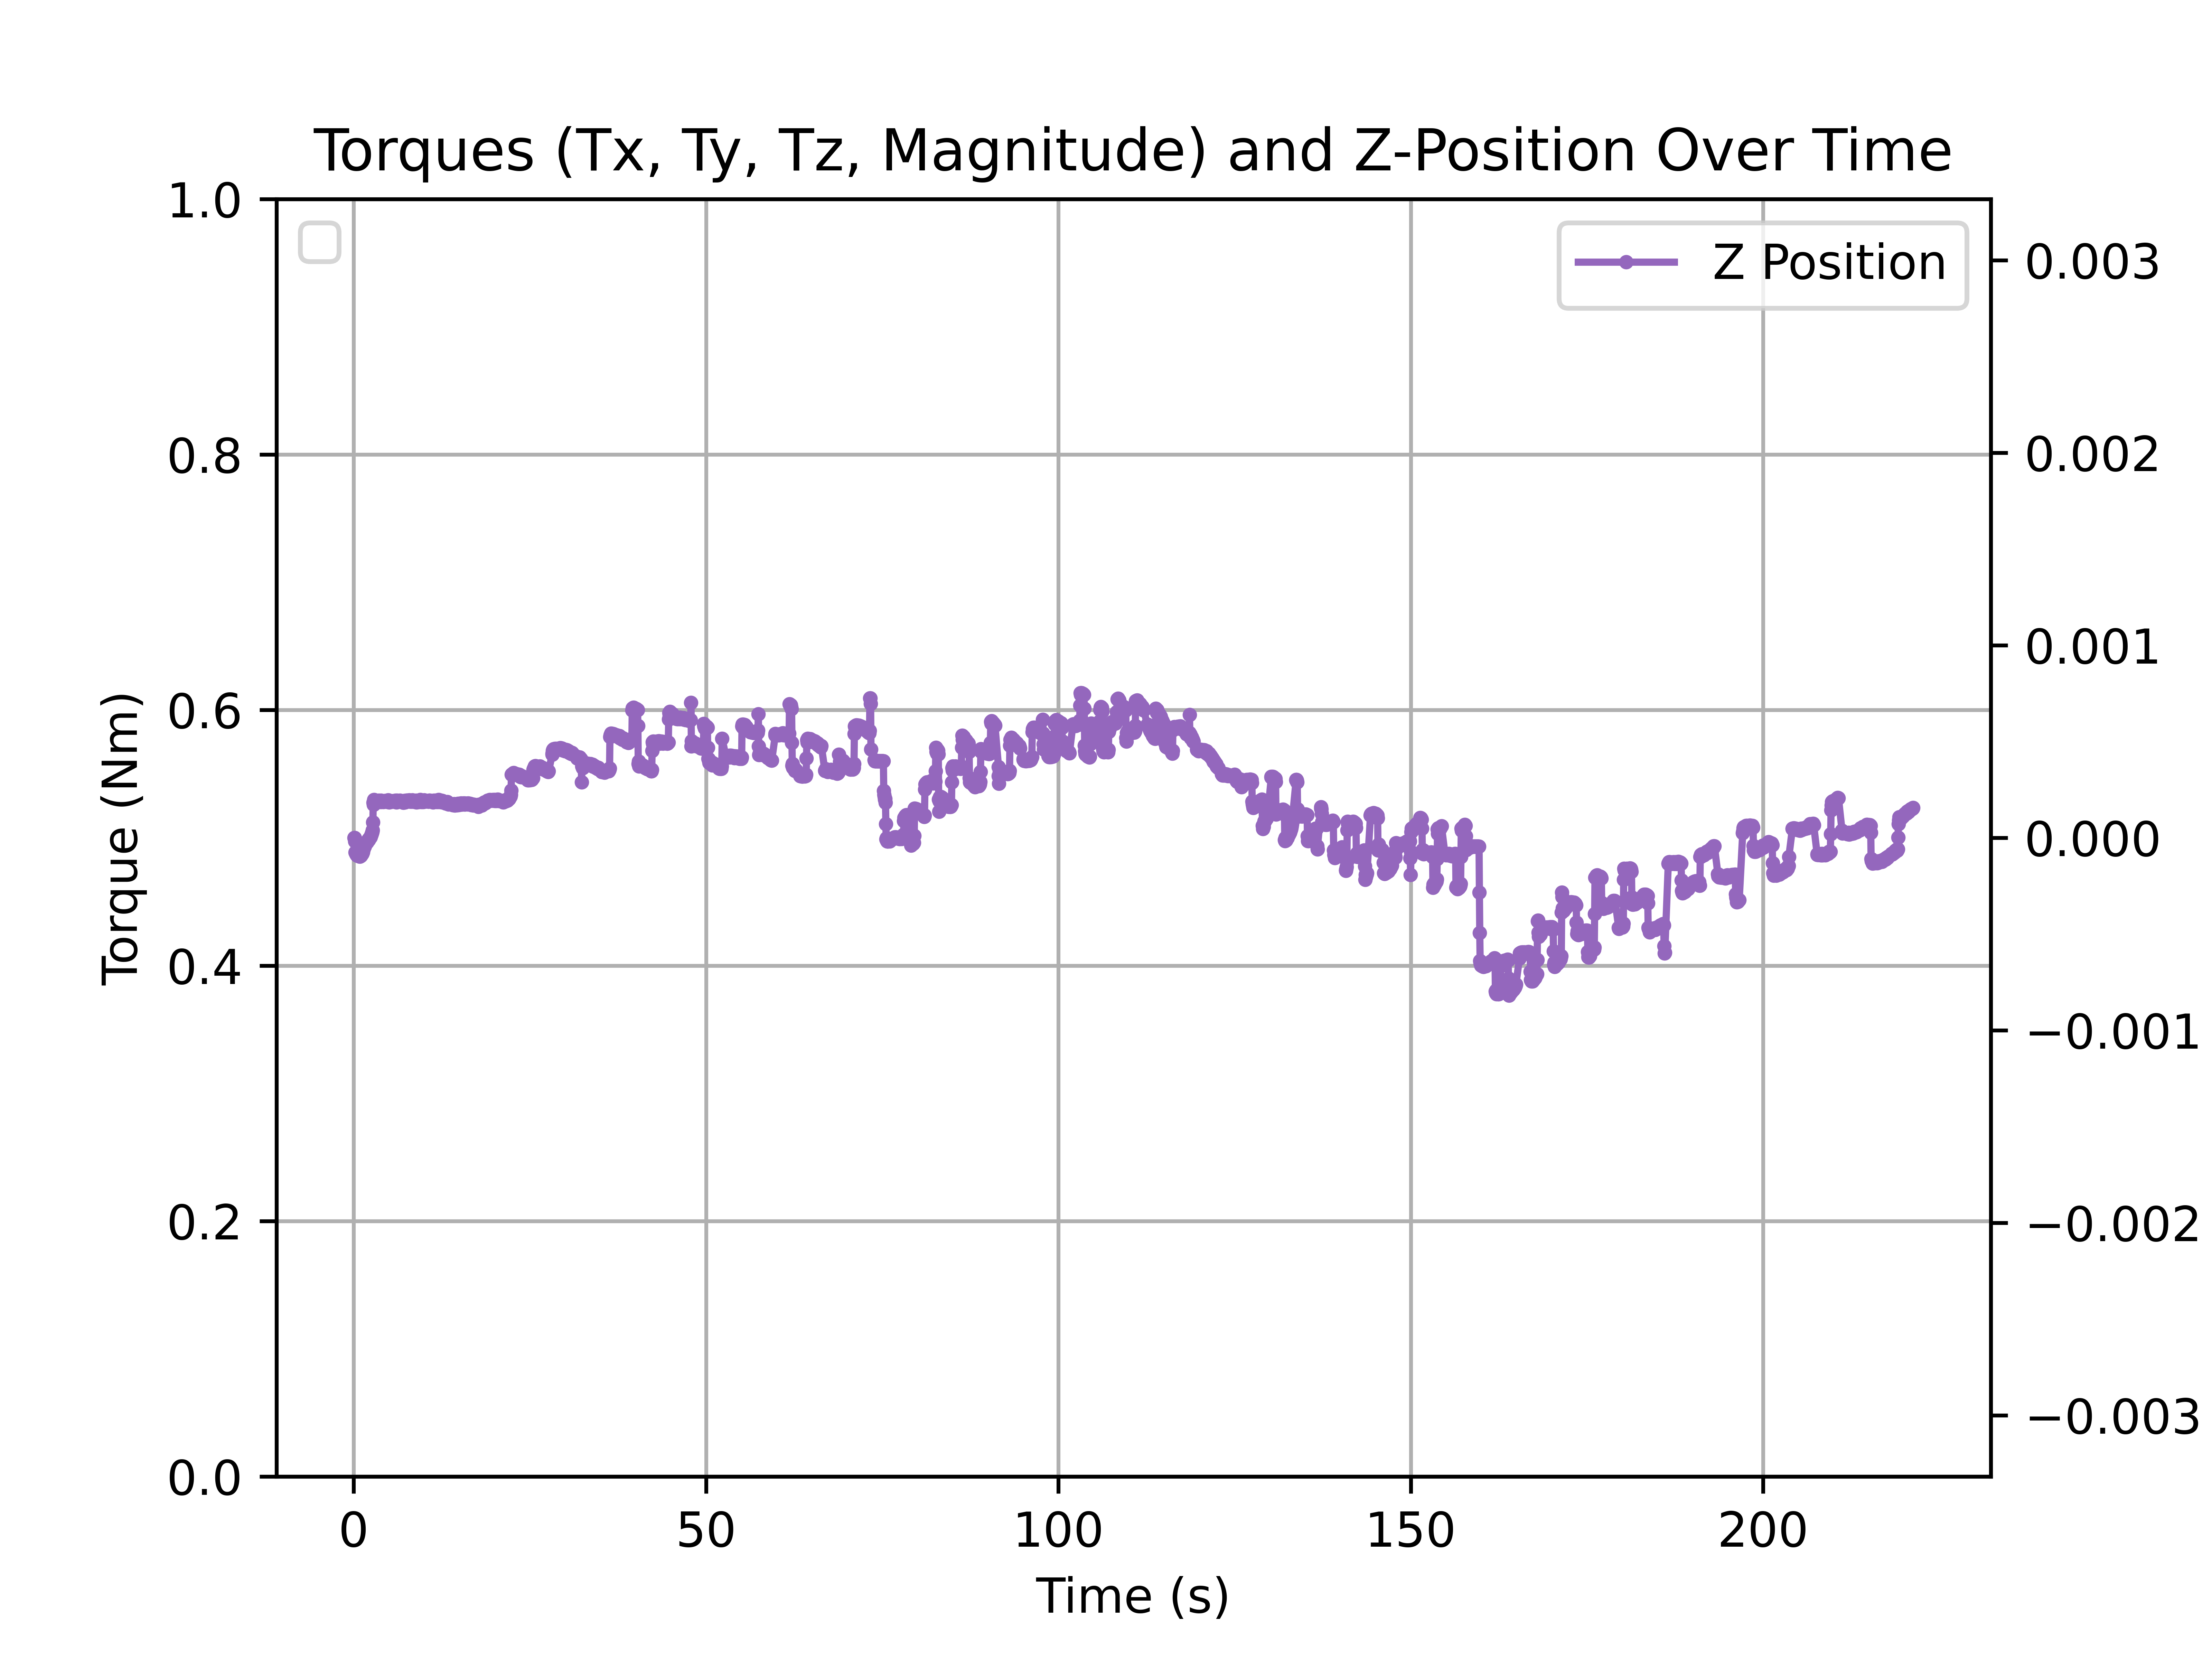 Torques (Tx, Ty, Tz, Magnitude) and Z-Position Over Time
Z Position
Torque (Nm)
1.0
0.8
0.6
0.4
0.2
0.0
0.003
0.002
0.001
0.000
−0.001
−0.002
−0.003
0 50 100 150 200
Time (s)